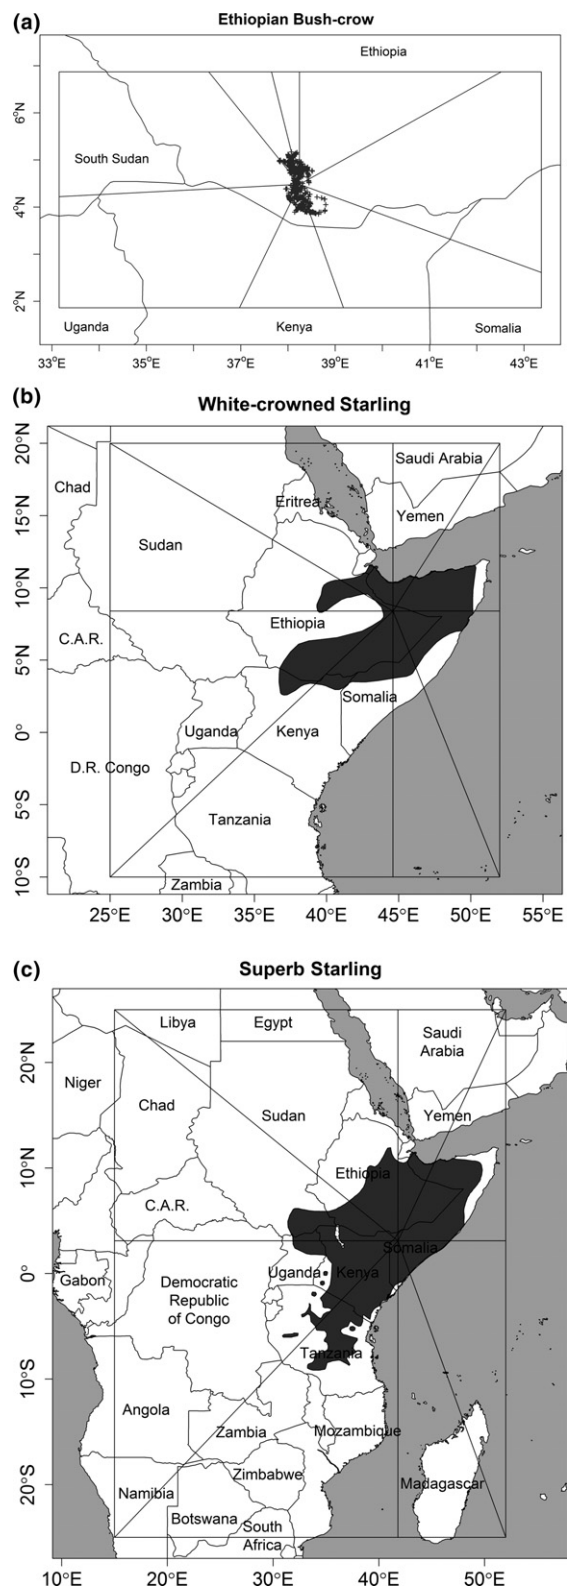 (a)
Ethiopian Bush-crow
Ethiopia
6°N
South Sudan
4°N
2°N
Uganda
Kenya
Somalia
33°E 35°E 37°E 39°E 41°E 43°E
(b)
White-crowned Starling
20°N
Saudi Arabia
Chad
Eritrea
15°N
Yemen
Sudan
10°N
Ethiopia
C.A.R.
5°N
Somalia
0°
Uganda
Kenya
D.R. Congo
5°S
Tanzania
10°S
Zambia
25°E 30°E 35°E 40°E 45°E 50°E 55°E
(c)
Superb Starling
Libya
Egypt
Saudi
Arabia
20°N
Niger
Chad
Sudan
Yemen
10°N
Ethiopia
C.A.R.
Somalia
0°
Gabon
Uganda
Kenya
Democratic
Republic
of Congo
Tanzania
10°S
Angola
Zambia
Mozambique
Zimbabwe
Madagascar
20°S
Namibia
Botswana
South
Africa
10°E 20°E 30°E 40°E 50°E